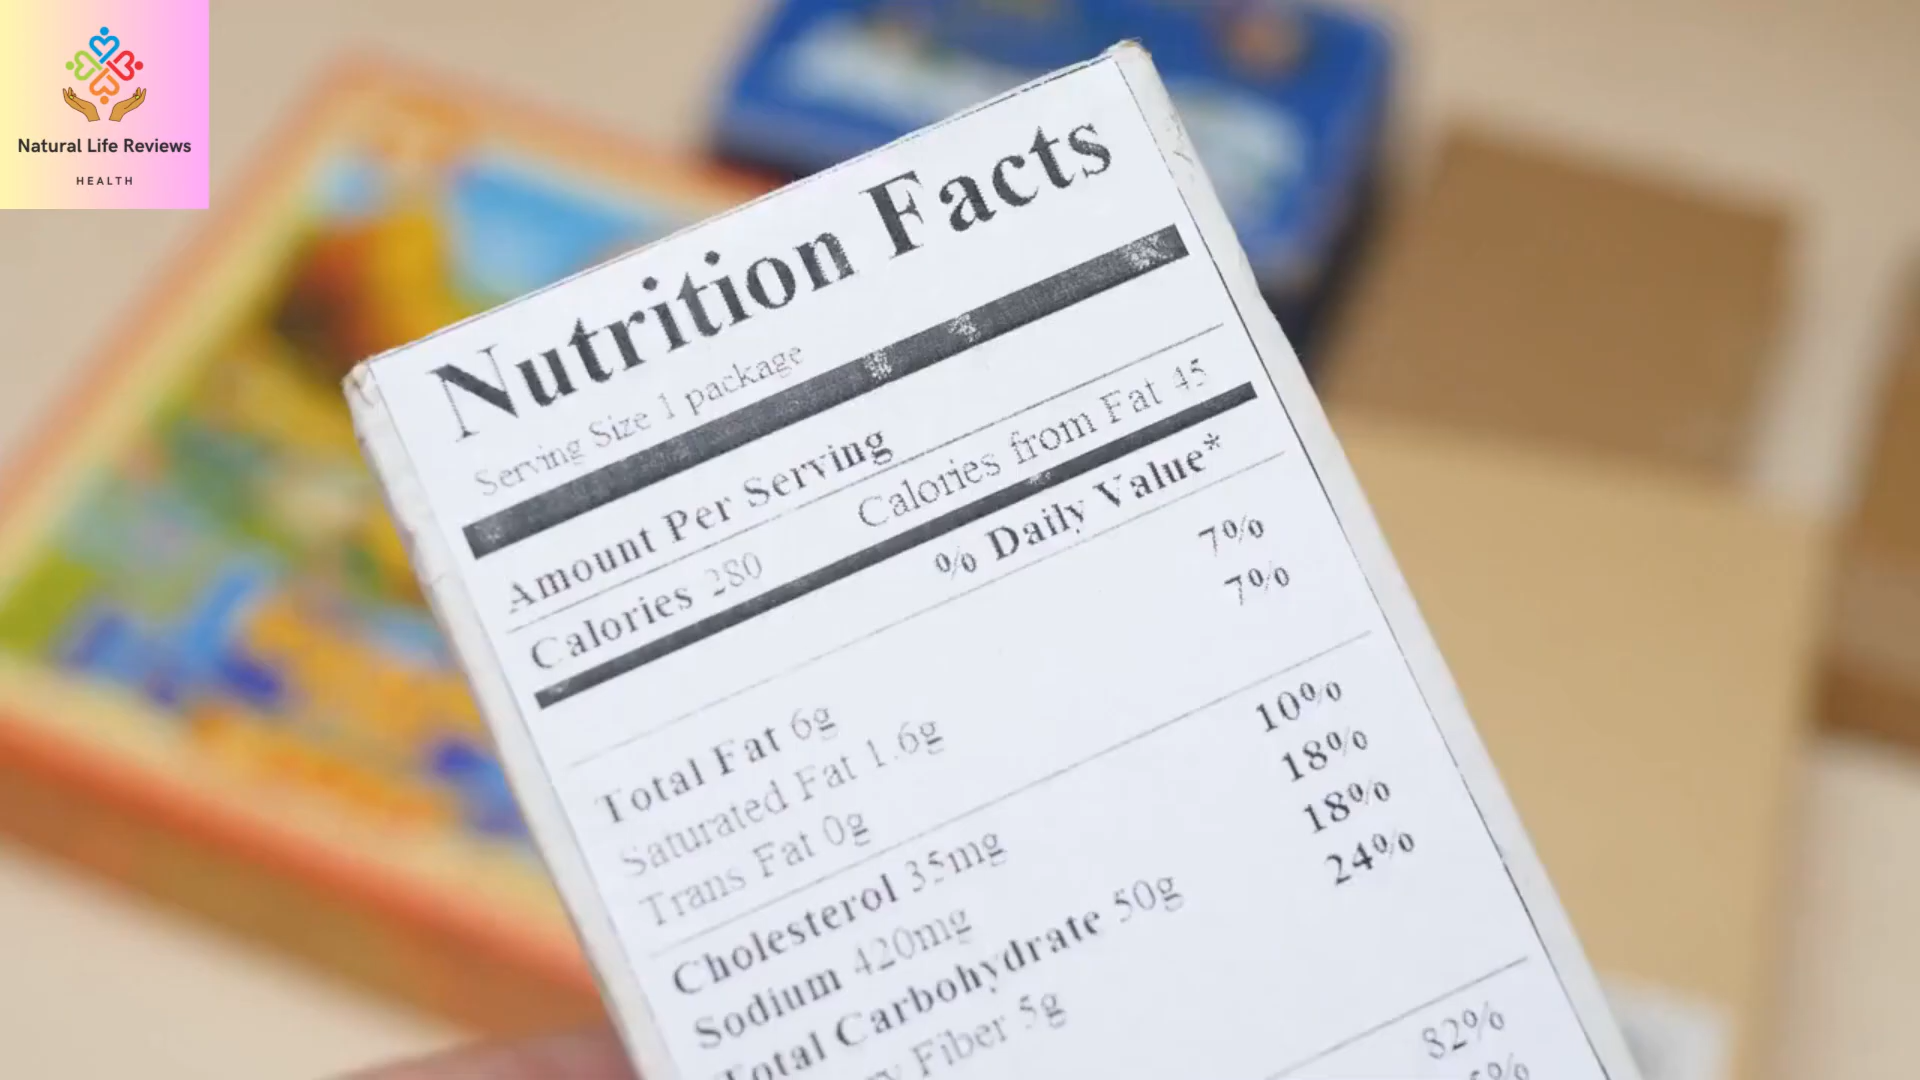 Natural Life Reviews
HEALTH
Nutrition Facts
Serving Size 1 package
Amount Per Serving
Calories 280 Calories from Fat 45
% Daily Value*
Total Fat 6g 7%
Saturated Fat 1.6g 7%
Trans Fat 0g
Cholesterol 35mg 10%
Sodium 420mg 18%
Total Carbohydrate 50g 18%
Fiber 5g 24%
82%